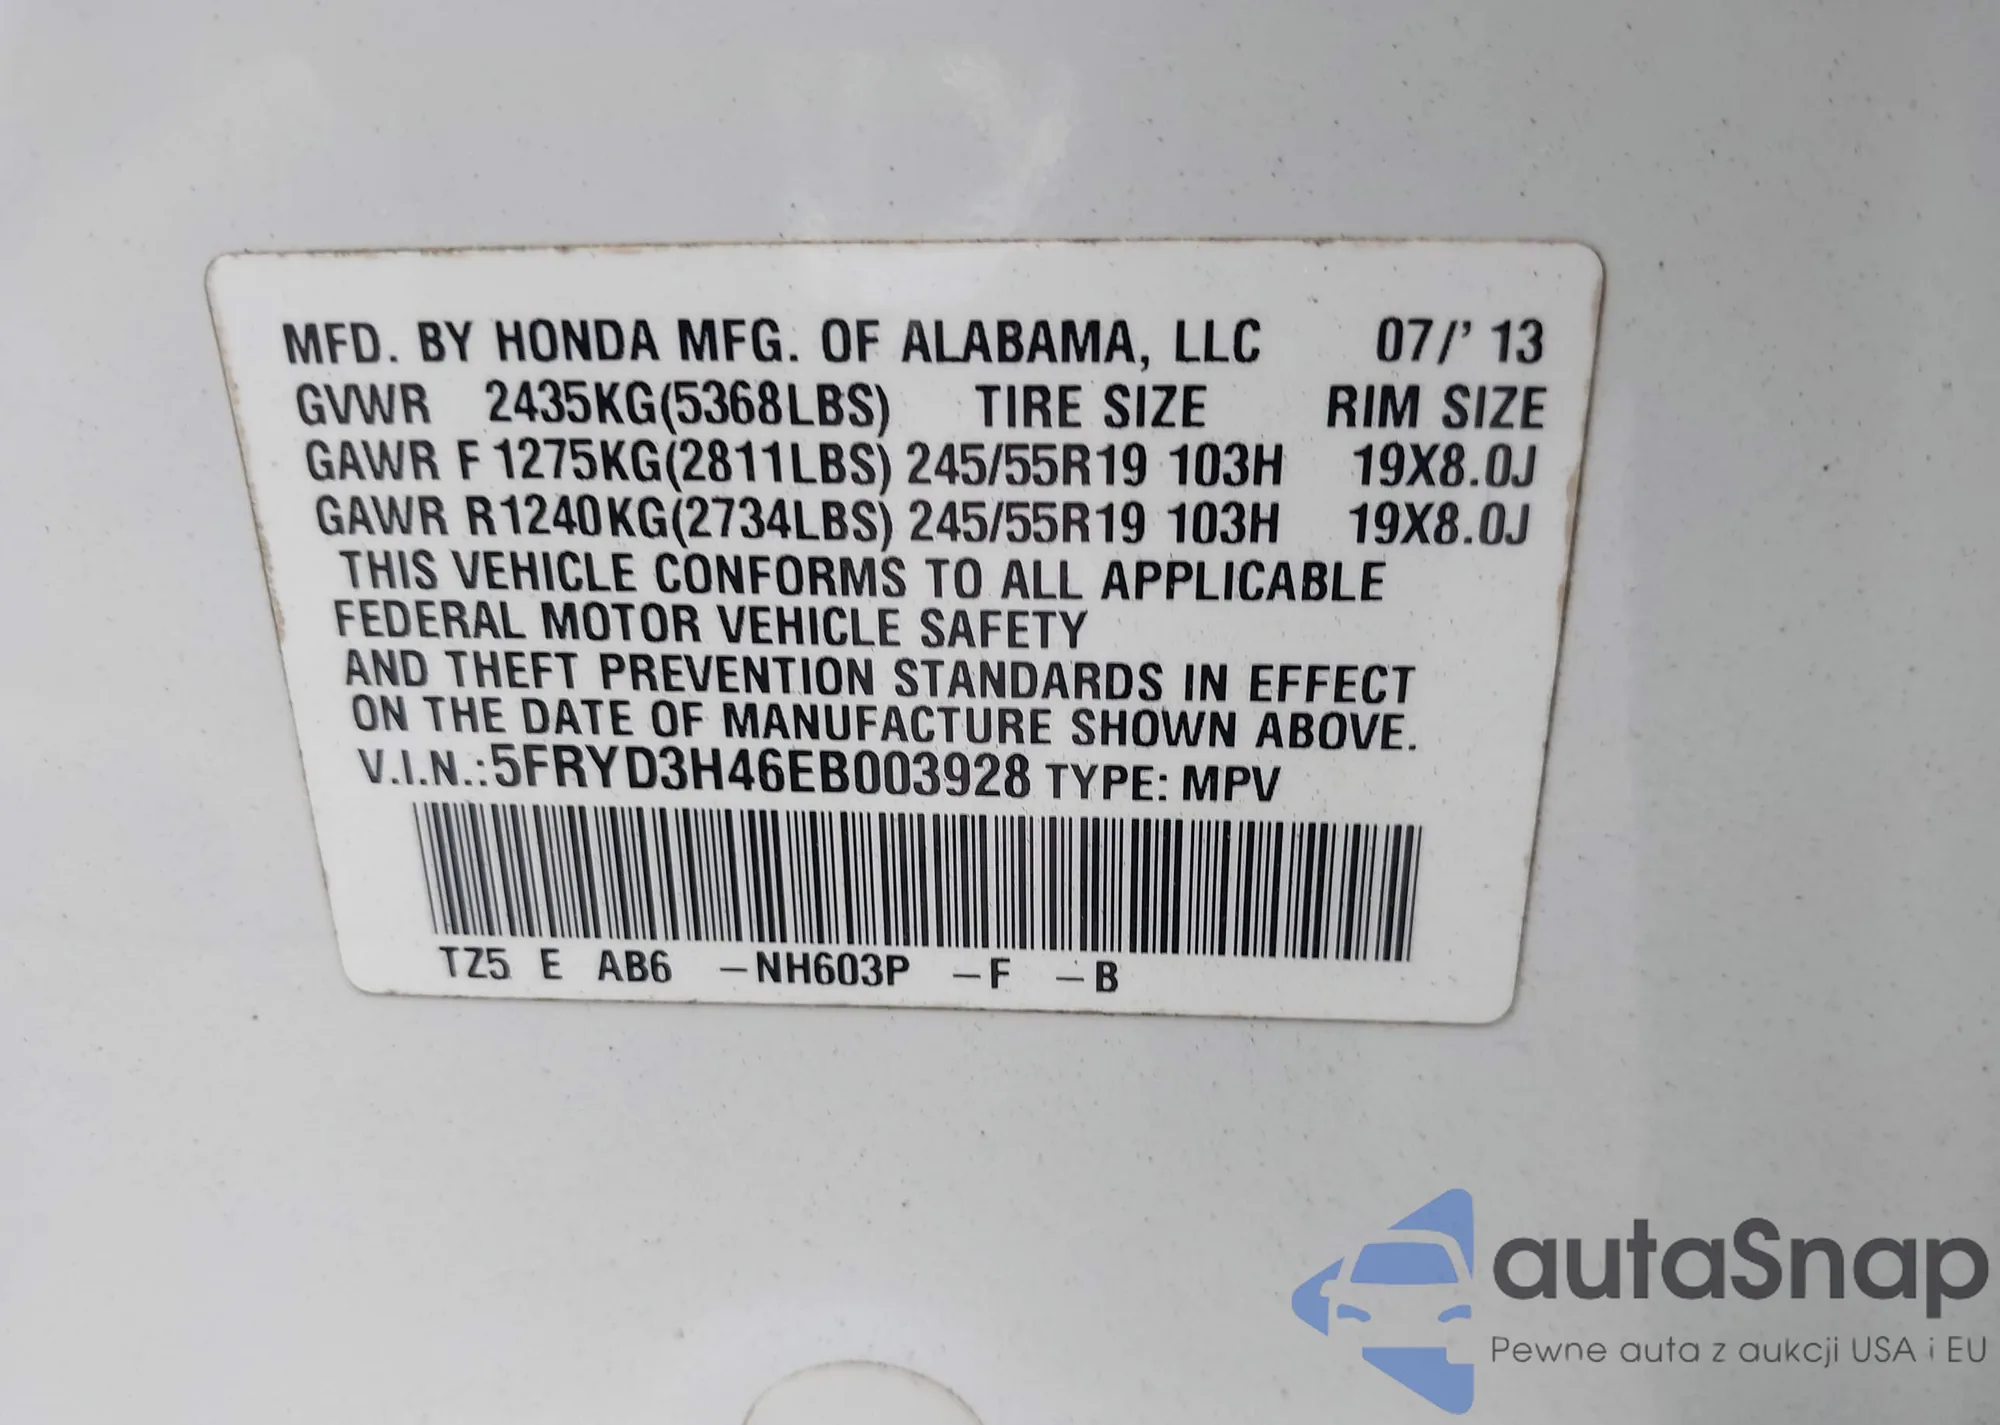 MFD. BY HONDA MFG. OF ALABAMA, LLC 07/' 13
GVWR 2435KG(5368LBS) TIRE SIZE RIM SIZE
GAWR F 1275KG(2811LBS) 245/55R19 103H 19X8.0J
GAWR R1240KG(2734LBS) 245/55R19 103H 19X8.0J
THIS VEHICLE CONFORMS TO ALL APPLICABLE
FEDERAL MOTOR VEHICLE SAFETY
AND THEFT PREVENTION STANDARDS IN EFFECT
ON THE DATE OF MANUFACTURE SHOWN ABOVE.
V.I.N.:5FRYD3H46EB003928 TYPE: MPV
TZ5 E AB6 –NH603P –F –B
autaSnap
Pewne auta z aukcji USA i EU